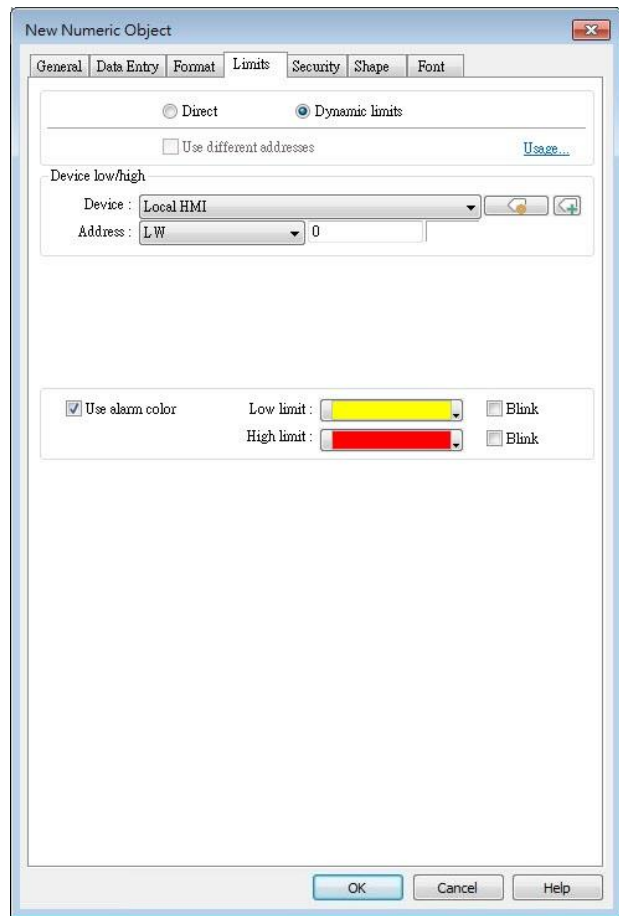 New Numeric Object
General Data Entry Format Limits Security Shape Font
Direct Dynamic limits
Use different addresses Usage...
Device low/high
Device : Local HMI
Address : LW 0
Use alarm color Low limit : Blink
High limit : Blink
OK Cancel Help